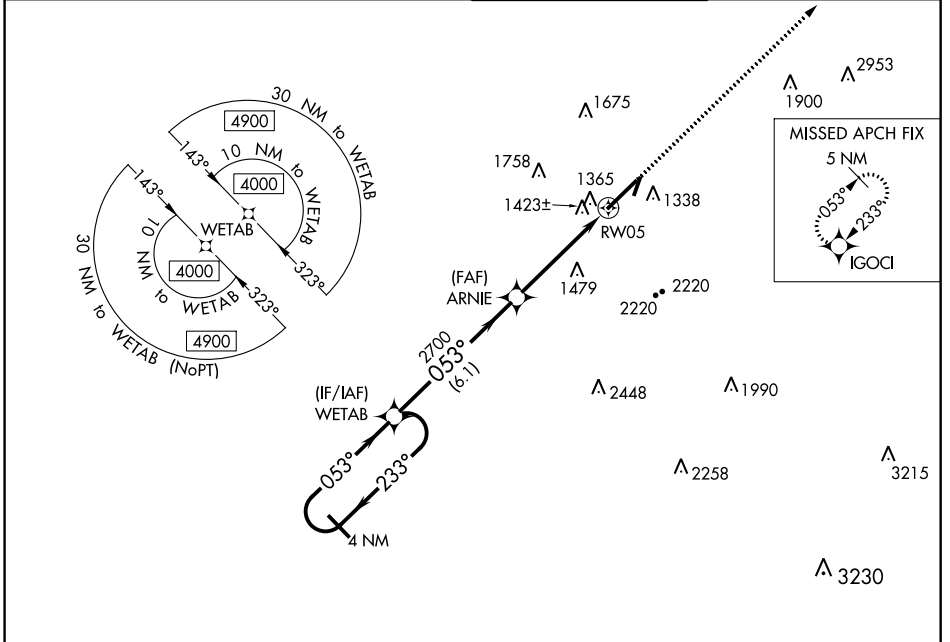 30 NM to WETAB
4900
143°
10 NM to WETAB
4000
WETAB
323°
143°
10 NM to WETAB
4000
323°
30 NM to WETAB (NoPT)
4900
2953
1900
1675
1758
1365
1423±
1338
RW05
MISSED APCH FIX
5 NM
053°
233°
IGOCI
(FAF)
ARNIE
1479
2220
2220
2700
053°
(6.1)
(IF/IAF)
WETAB
2448
1990
053°
233°
4 NM
2258
3215
3230